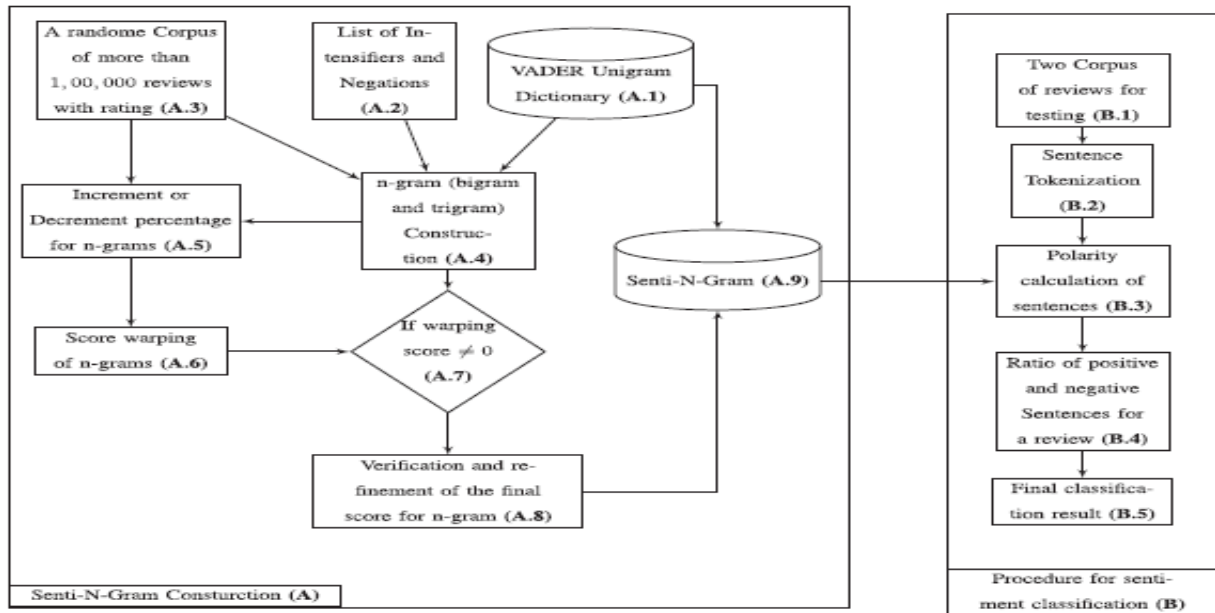 A randome Corpus
of more than
1,00,000 reviews
with rating (A.3)
List of In-
tensifiers and
Negations
(A.2)
VADER Unigram
Dictionary (A.1)
Increment or
Decrement percentage
for n-grams (A.5)
n-gram (bigram
and trigram)
Construc-
tion (A.4)
Senti-N-Gram (A.9)
Score warping
of n-grams (A.6)
If warping
score ≠ 0
(A.7)
Verification and re-
finement of the final
score for n-gram (A.8)
Senti-N-Gram Consturction (A)
Two Corpus
of reviews for
testing (B.1)
Sentence
Tokenization
(B.2)
Polarity
calculation of
sentences (B.3)
Ratio of positive
and negative
Sentences for
a review (B.4)
Final classifica-
tion result (B.5)
Procedure for senti-
ment classification (B)